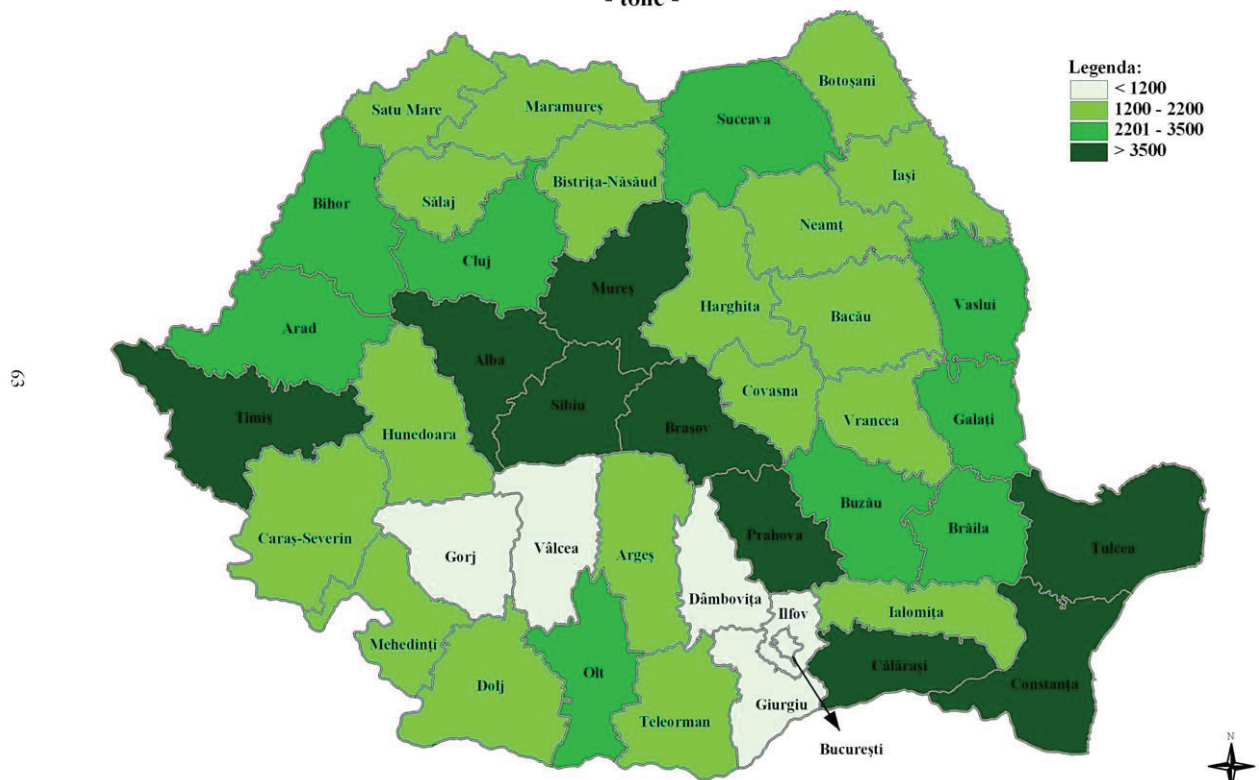 - tone -
Legenda:
< 1200
1200 - 2200
2201 - 3500
> 3500
Botoșani
Satu Mare
Maramureș
Suceava
Iași
Bistrița-Năsăud
Sălaj
Bihor
Neamț
Cluj
Mureș
Vaslui
Harghita
Bacău
Arad
Alba
Covasna
Sibiu
Timiș
Brașov
Vrancea
Galați
Hunedoara
Buzău
Brăila
Prahova
Caraș-Severin
Vâlcea
Gorj
Argeș
Tulcea
Dâmbovița
Ilfov
Ialomița
Mehedinți
Călărași
Olt
Dolj
Constanța
Giurgiu
Teleorman
București
63
N